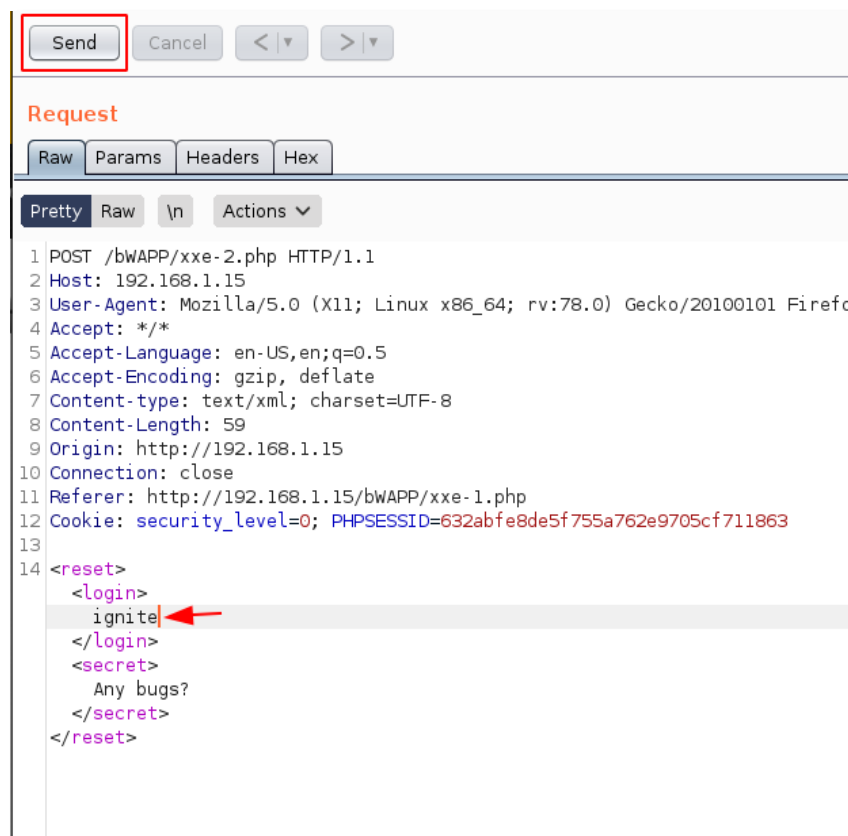 Send Cancel < ▼ > ▼
Request
Raw Params Headers Hex
Pretty Raw \n Actions
1 POST /bWAPP/xxe-2.php HTTP/1.1
2 Host: 192.168.1.15
3 User-Agent: Mozilla/5.0 (X11; Linux x86_64; rv:78.0) Gecko/20100101 Firefo
4 Accept: */*
5 Accept-Language: en-US,en;q=0.5
6 Accept-Encoding: gzip, deflate
7 Content-type: text/xml; charset=UTF-8
8 Content-Length: 59
9 Origin: http://192.168.1.15
10 Connection: close
11 Referer: http://192.168.1.15/bWAPP/xxe-1.php
12 Cookie: security_level=0; PHPSESSID=632abfe8de5f755a762e9705cf711863
13
14 <reset>
<login>
ignite
</login>
<secret>
Any bugs?
</secret>
</reset>